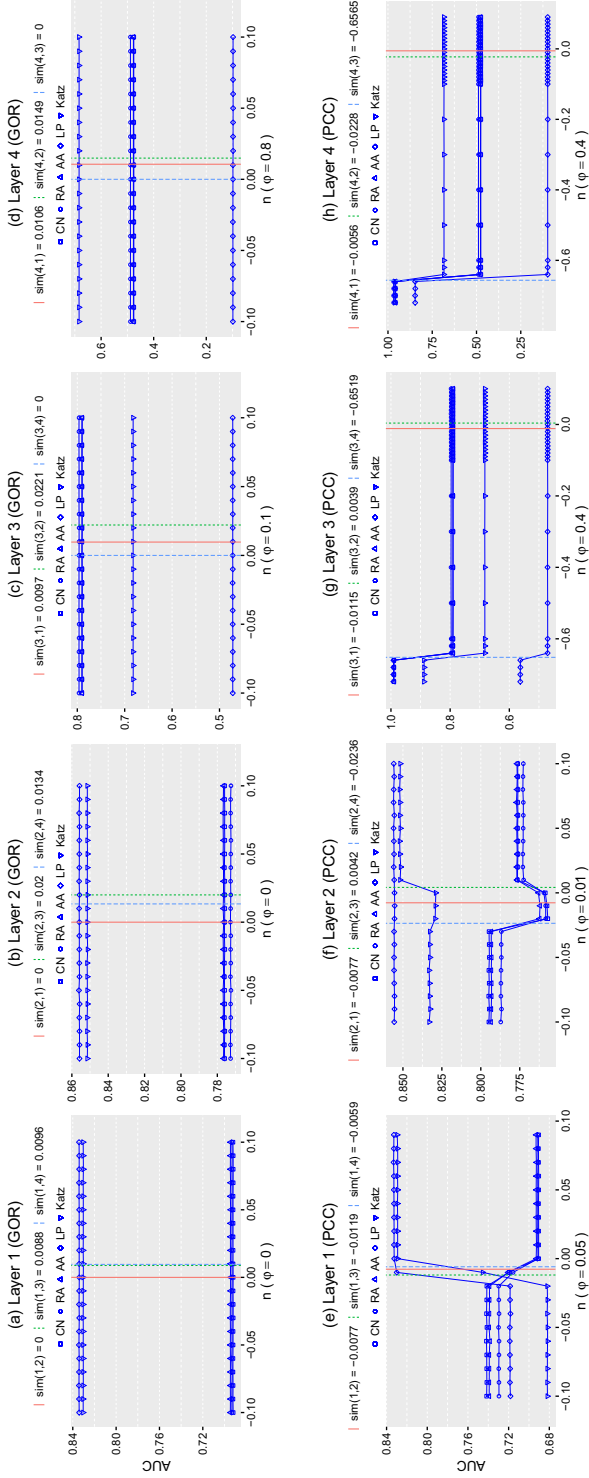 (a) Layer 1 (GOR)
sim(1,2) = 0 sim(1,3) = 0.0088 sim(1,4) = 0.0096
CN RA AA LP Katz
AUC
0.84
0.80
0.76
0.72
−0.10 −0.05 0.00 0.05 0.10
n ( φ = 0 )
(b) Layer 2 (GOR)
sim(2,1) = 0 sim(2,3) = 0.02 sim(2,4) = 0.0134
CN RA AA LP Katz
0.86
0.84
0.82
0.80
0.78
−0.10 −0.05 0.00 0.05 0.10
n ( φ = 0 )
(c) Layer 3 (GOR)
sim(3,1) = 0.0097 sim(3,2) = 0.0221 sim(3,4) = 0
CN RA AA LP Katz
0.8
0.7
0.6
0.5
−0.10 −0.05 0.00 0.05 0.10
n ( φ = 0.1 )
(d) Layer 4 (GOR)
sim(4,1) = 0.0106 sim(4,2) = 0.0149 sim(4,3) = 0
CN RA AA LP Katz
0.6
0.4
0.2
−0.10 −0.05 0.00 0.05 0.10
n ( φ = 0.8 )
(e) Layer 1 (PCC)
sim(1,2) = −0.0077 sim(1,3) = −0.0119 sim(1,4) = −0.0059
CN RA AA LP Katz
AUC
0.84
0.80
0.76
0.72
0.68
−0.10 −0.05 0.00 0.05 0.10
n ( φ = 0.05 )
(f) Layer 2 (PCC)
sim(2,1) = −0.0077 sim(2,3) = 0.0042 sim(2,4) = −0.0236
CN RA AA LP Katz
0.850
0.825
0.800
0.775
−0.10 −0.05 0.00 0.05 0.10
n ( φ = 0.01 )
(g) Layer 3 (PCC)
sim(3,1) = −0.0115 sim(3,2) = 0.0039 sim(3,4) = −0.6519
CN RA AA LP Katz
1.0
0.8
0.6
−0.6 −0.4 −0.2 0.0
n ( φ = 0.4 )
(h) Layer 4 (PCC)
sim(4,1) = −0.0056 sim(4,2) = −0.0228 sim(4,3) = −0.6565
CN RA AA LP Katz
1.00
0.75
0.50
0.25
−0.6 −0.4 −0.2 0.0
n ( φ = 0.4 )